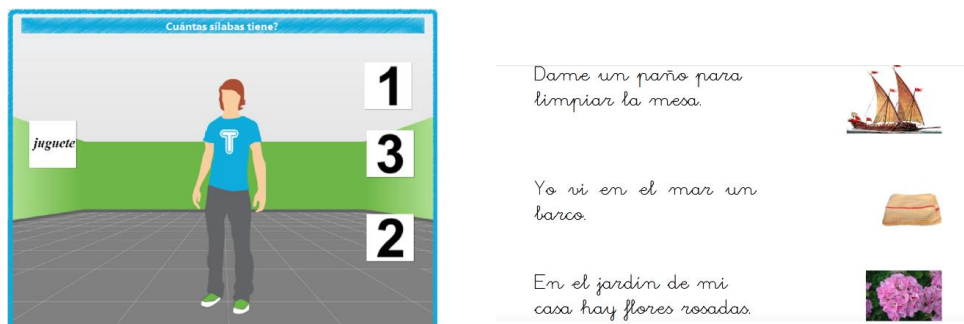 Cuántas sílabas tiene?
juguete
T
1
3
2
Dame un paño para
limpiar la mesa.
Yo vi en el mar un
barco.
En el jardín de mi
casa hay flores rosadas.